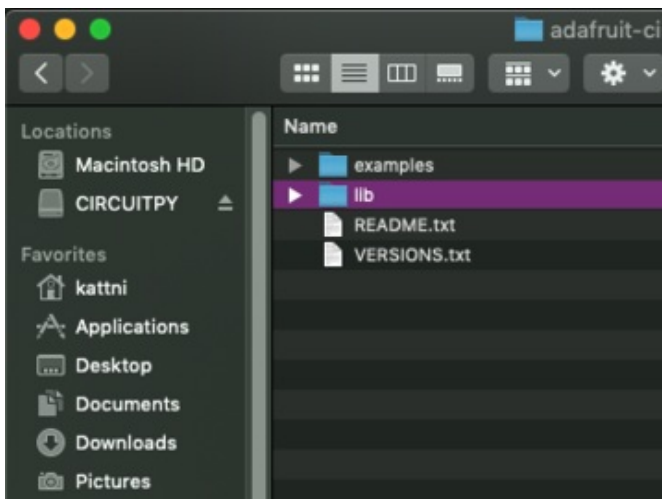 adafruit-ci
Locations
Macintosh HD
CIRCUITPY
Favorites
kattni
Applications
Desktop
Documents
Downloads
Pictures
Name
examples
lib
README.txt
VERSIONS.txt